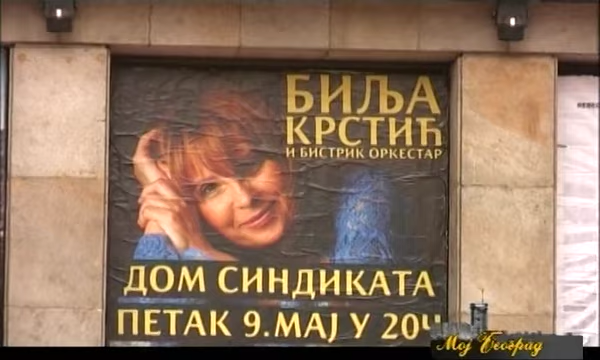 БИЉА
КРСТИЋ
И БИСТРИК ОРКЕСТАР
ДОМ СИНДИКАТА
ПЕТАК 9. МАЈ У 20Ч
Мој Београд